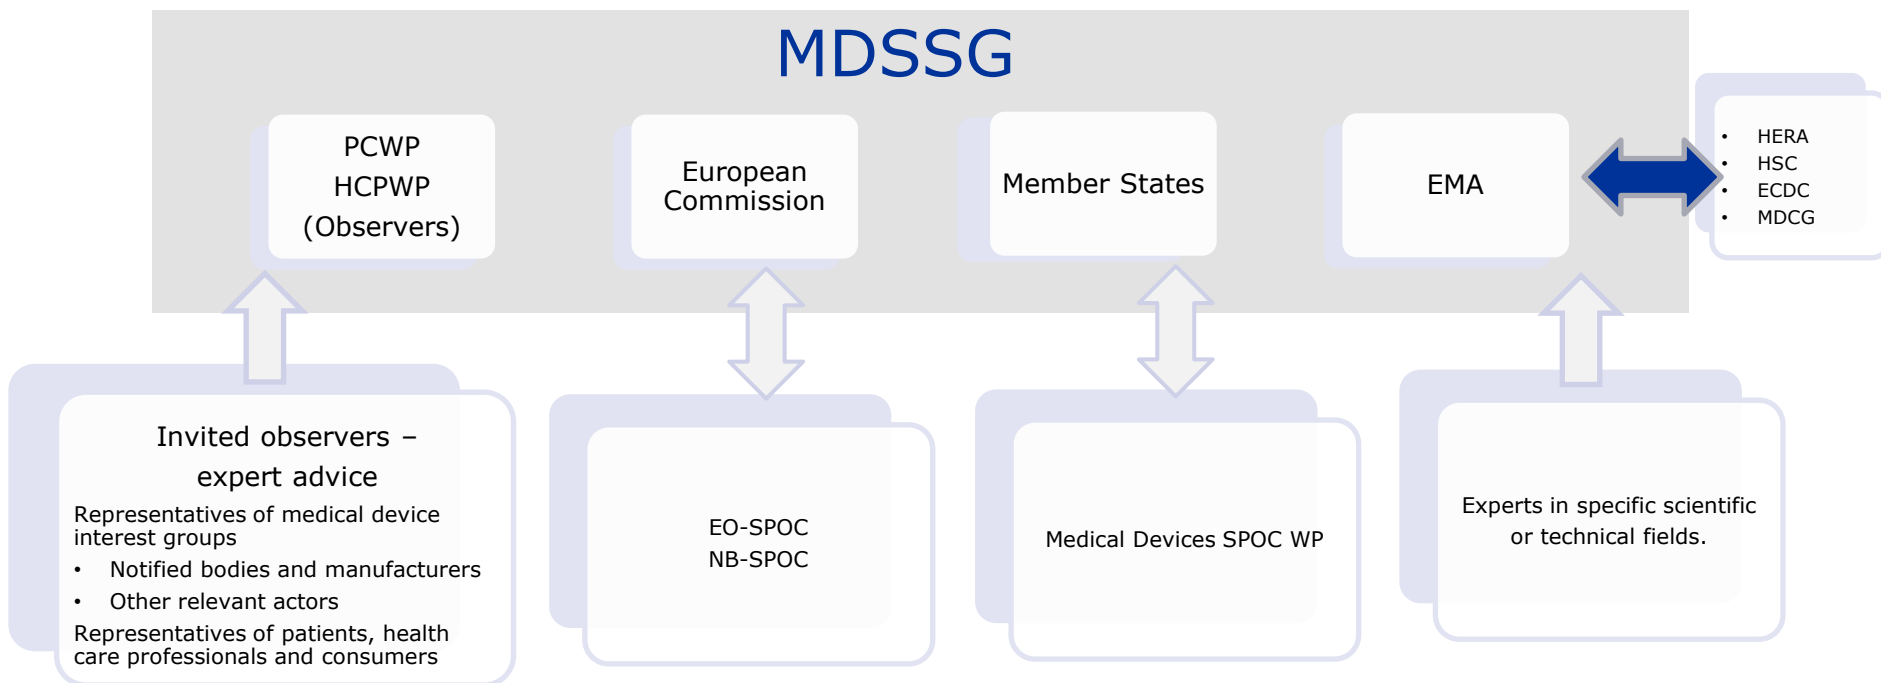 MDSSG
PCWP
HCPWP
(Observers)
European
Commission
Member States
EMA
• HERA
• HSC
• ECDC
• MDCG
Invited observers –
expert advice
Representatives of medical device
interest groups
• Notified bodies and manufacturers
• Other relevant actors
Representatives of patients, health
care professionals and consumers
EO-SPOC
NB-SPOC
Medical Devices SPOC WP
Experts in specific scientific
or technical fields.